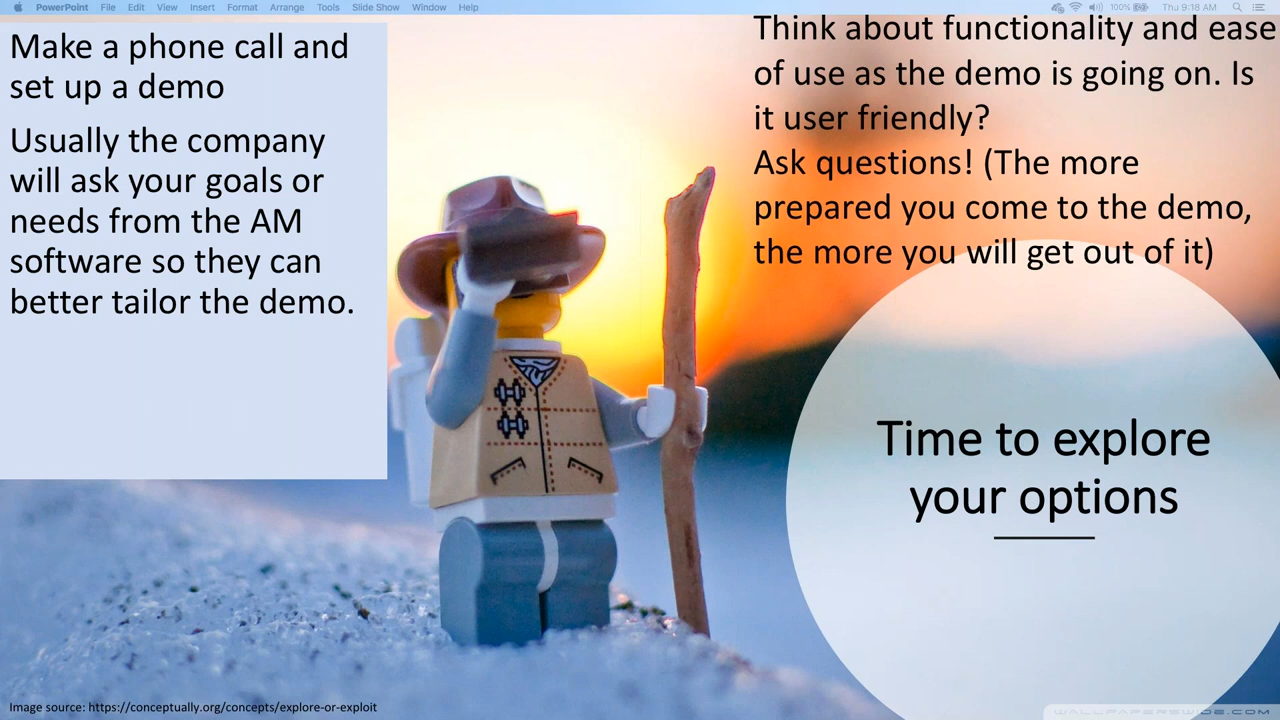 PowerPoint File Edit View Insert Format Arrange Tools Slide Show Window Help 100% Thu 9:18 AM
Make a phone call and
set up a demo
Usually the company
will ask your goals or
needs from the AM
software so they can
better tailor the demo.
Think about functionality and ease
of use as the demo is going on. Is
it user friendly?
Ask questions! (The more
prepared you come to the demo,
the more you will get out of it)
Time to explore
your options
Image source: https://conceptually.org/concepts/explore-or-exploit
WALLPAPERSWIDE.COM